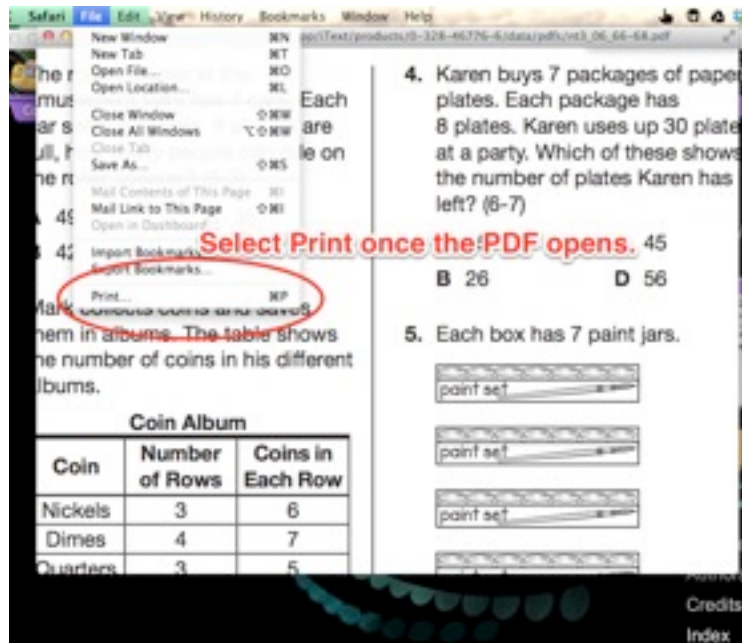 Safari File Edit View History Bookmarks Window Help
New Window ⌘N
New Tab ⌘T
Open File... ⌘O
Open Location... ⌘L
Close Window ⇧⌘W
Close All Windows ⌥⇧⌘W
Close Tab
Save As... ⇧⌘S
Mail Contents of This Page ⌘I
Mail Link to This Page ⇧⌘I
Open in Dashboard
Import Bookmarks...
Export Bookmarks...
Print... ⌘P
Select Print once the PDF opens.
Each
are
e on
collects coins and saves
em in albums. The table shows
he number of coins in his different
lbums.
Coin Album
Coin Number of Rows Coins in Each Row
Nickels 3 6
Dimes 4 7
Quarters 3 5
4. Karen buys 7 packages of paper
plates. Each package has
8 plates. Karen uses up 30 plate
at a party. Which of these shows
the number of plates Karen has
left? (6-7)
45
B 26 D 56
5. Each box has 7 paint jars.
paint set
paint set
paint set
Credits
Index